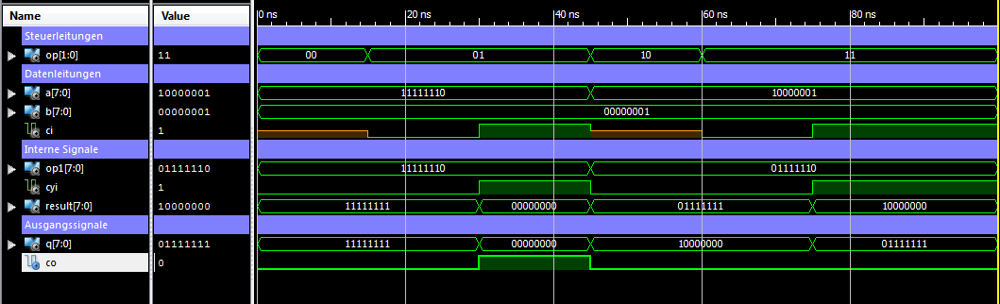 Name Value 0 ns 20 ns 40 ns 60 ns 80 ns
Steuerleitungen
op[1:0] 11 00 01 10 11
Datenleitungen
a[7:0] 10000001 11111110 10000001
b[7:0] 00000001 00000001
ci 1
Interne Signale
op1[7:0] 01111110 11111110 01111110
cyi 1
result[7:0] 10000000 11111111 00000000 01111111 10000000
Ausgangssignale
q[7:0] 01111111 11111111 00000000 10000000 01111111
co 0